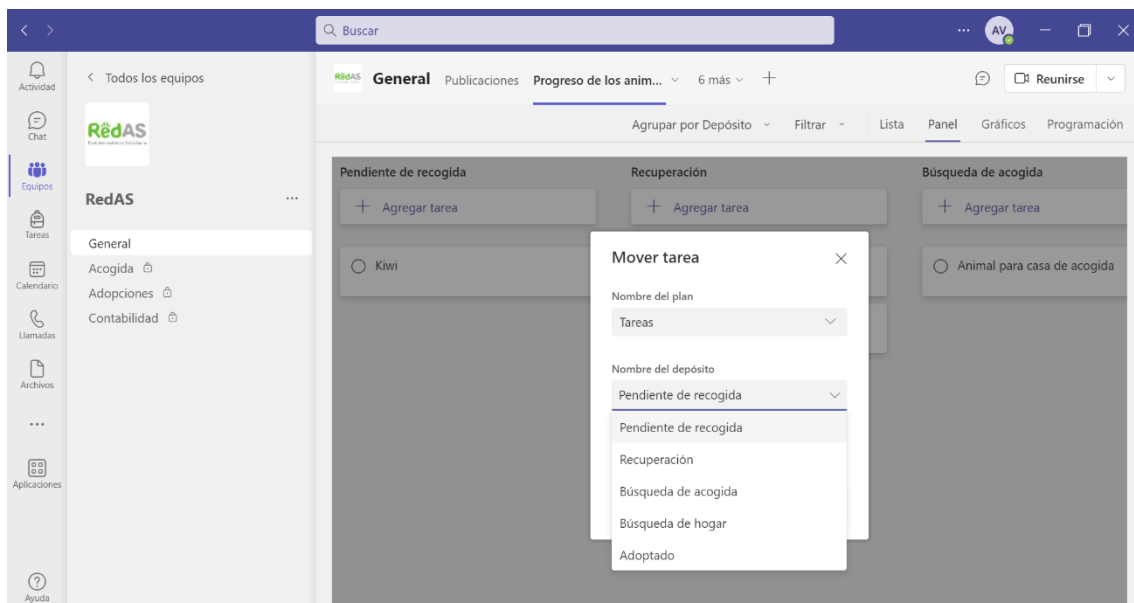 Buscar
AV
Actividad
Chat
Equipos
Tareas
Calendario
Llamadas
Archivos
Aplicaciones
Ayuda
Todos los equipos
RëdAS
RedAS
General
Acogida
Adopciones
Contabilidad
RëdAS General Publicaciones Progreso de los anim... 6 más Reunirse
Agrupar por Depósito Filtrar Lista Panel Gráficos Programación
Pendiente de recogida Recuperación Búsqueda de acogida
Agregar tarea Agregar tarea Agregar tarea
Kiwi Animal para casa de acogida
Mover tarea
Nombre del plan
Tareas
Nombre del depósito
Pendiente de recogida
Pendiente de recogida
Recuperación
Búsqueda de acogida
Búsqueda de hogar
Adoptado